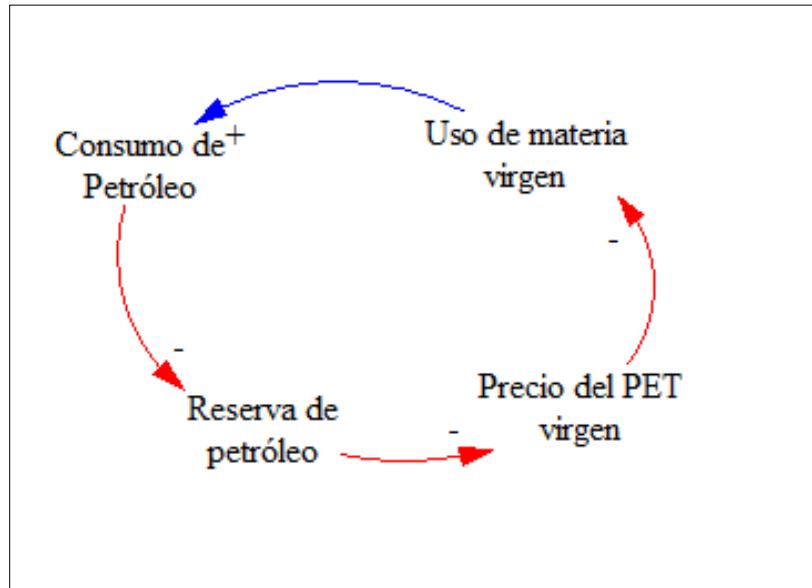 Consumo de+
Petróleo
Uso de materia
virgen
-
-
Reserva de
petróleo
-
Precio del PET
virgen